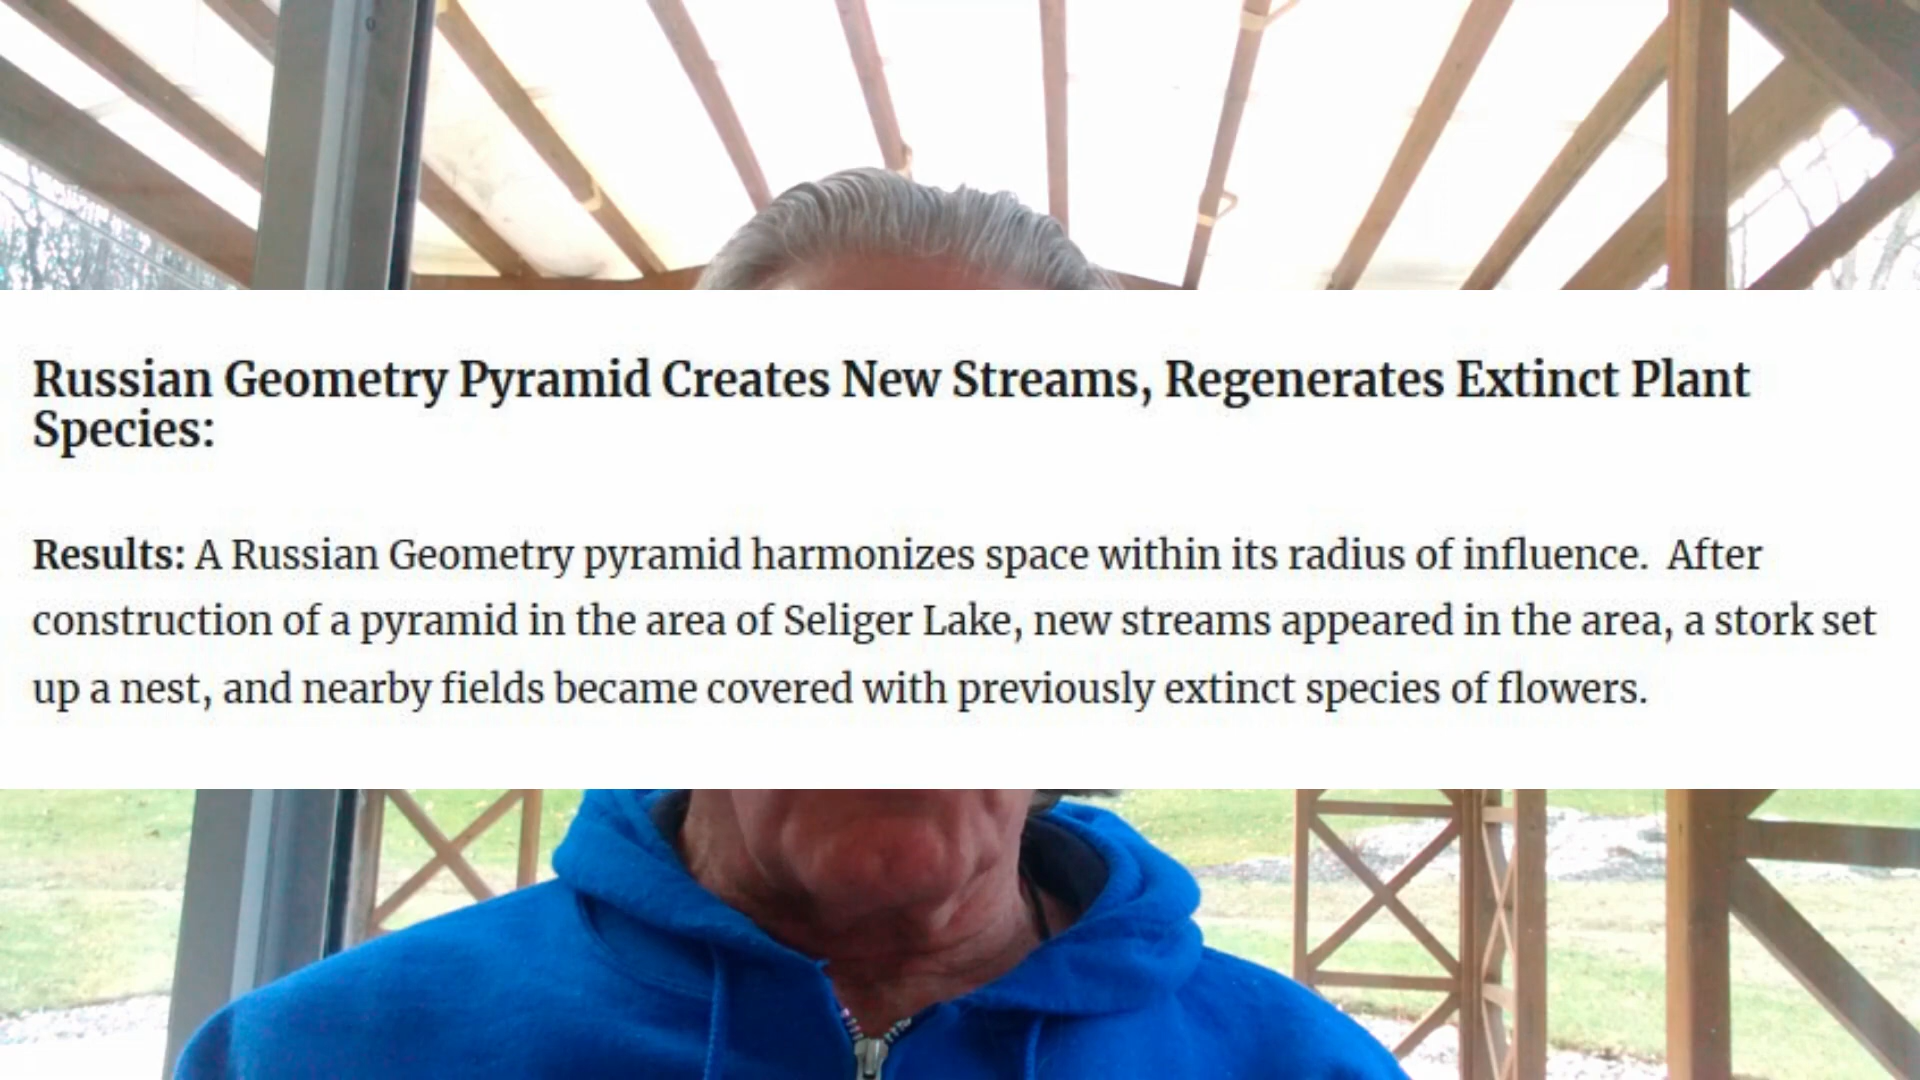 Russian Geometry Pyramid Creates New Streams, Regenerates Extinct Plant
Species:
Results: A Russian Geometry pyramid harmonizes space within its radius of influence.  After
construction of a pyramid in the area of Seliger Lake, new streams appeared in the area, a stork set
up a nest, and nearby fields became covered with previously extinct species of flowers.